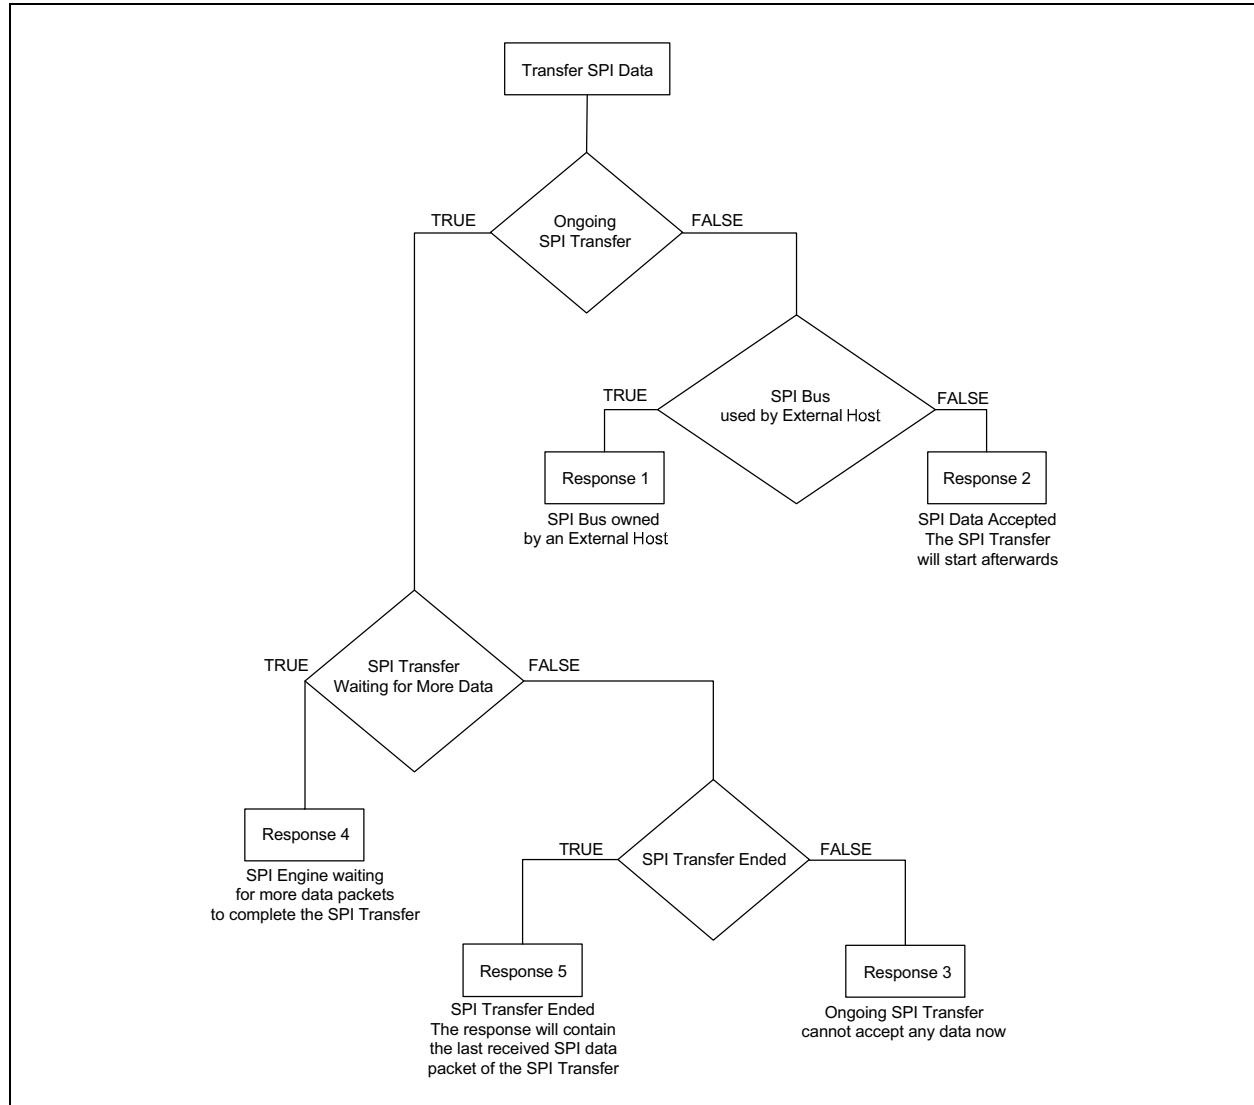 Transfer SPI Data
Ongoing
SPI Transfer
TRUE
FALSE
SPI Bus
used by External Host
TRUE
FALSE
Response 1
SPI Bus owned
by an External Host
Response 2
SPI Data Accepted
The SPI Transfer
will start afterwards
SPI Transfer
Waiting for More Data
TRUE
FALSE
Response 4
SPI Engine waiting
for more data packets
to complete the SPI Transfer
SPI Transfer Ended
TRUE
FALSE
Response 5
SPI Transfer Ended
The response will contain
the last received SPI data
packet of the SPI Transfer
Response 3
Ongoing SPI Transfer
cannot accept any data now